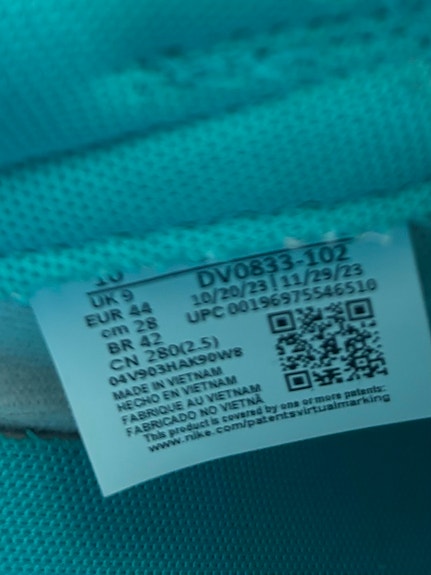 10
UK 9
EUR 44
cm 28
BR 42
CN 280(2.5)
04V903HAK90W8
DV0833-102
10/20/23 | 11/29/23
UPC 00196975546510
MADE IN VIETNAM
HECHO EN VIETNAM
FABRIQUE AU VIETNAM
FABRICADO NO VIETNÃ
This product is covered by one or more patents:
www.nike.com/patentsvirtualmarking